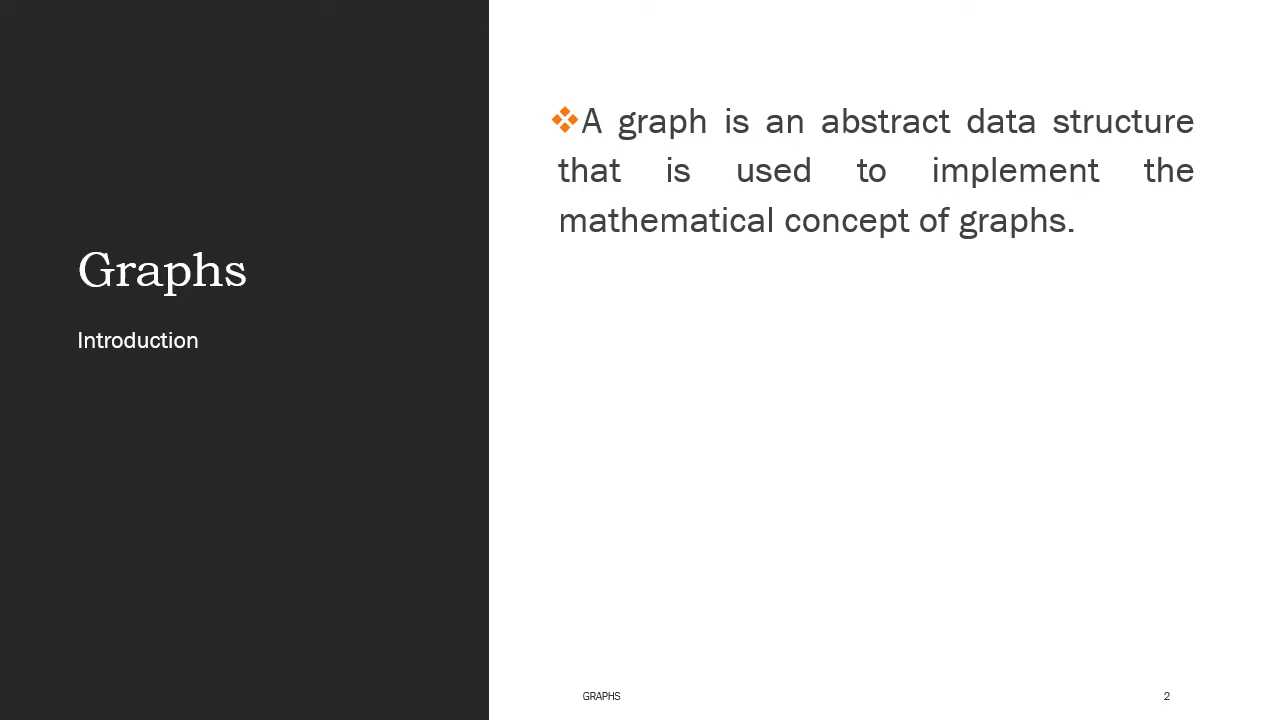 Graphs
Introduction
❖A graph is an abstract data structure
that is used to implement the
mathematical concept of graphs.
GRAPHS
2